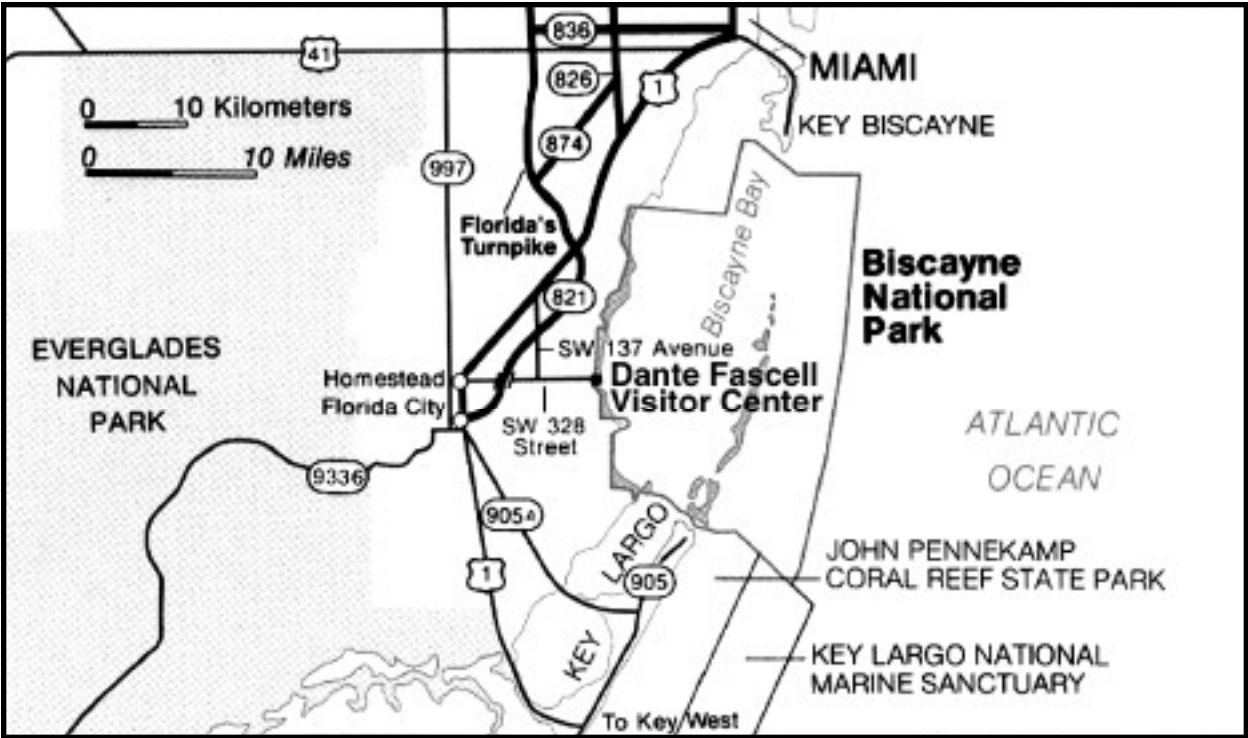 836
MIAMI
41
826
1
0 10 Kilometers
0 10 Miles
KEY BISCAYNE
874
997
Florida's
Turnpike
Biscayne Bay
Biscayne
National
Park
821
EVERGLADES
NATIONAL
PARK
SW 137 Avenue
Homestead
Florida City
Dante Fascell
Visitor Center
SW 328
Street
ATLANTIC
OCEAN
9336
905A
KEY LARGO
1
905
JOHN PENNEKAMP
CORAL REEF STATE PARK
KEY LARGO NATIONAL
MARINE SANCTUARY
To Key West